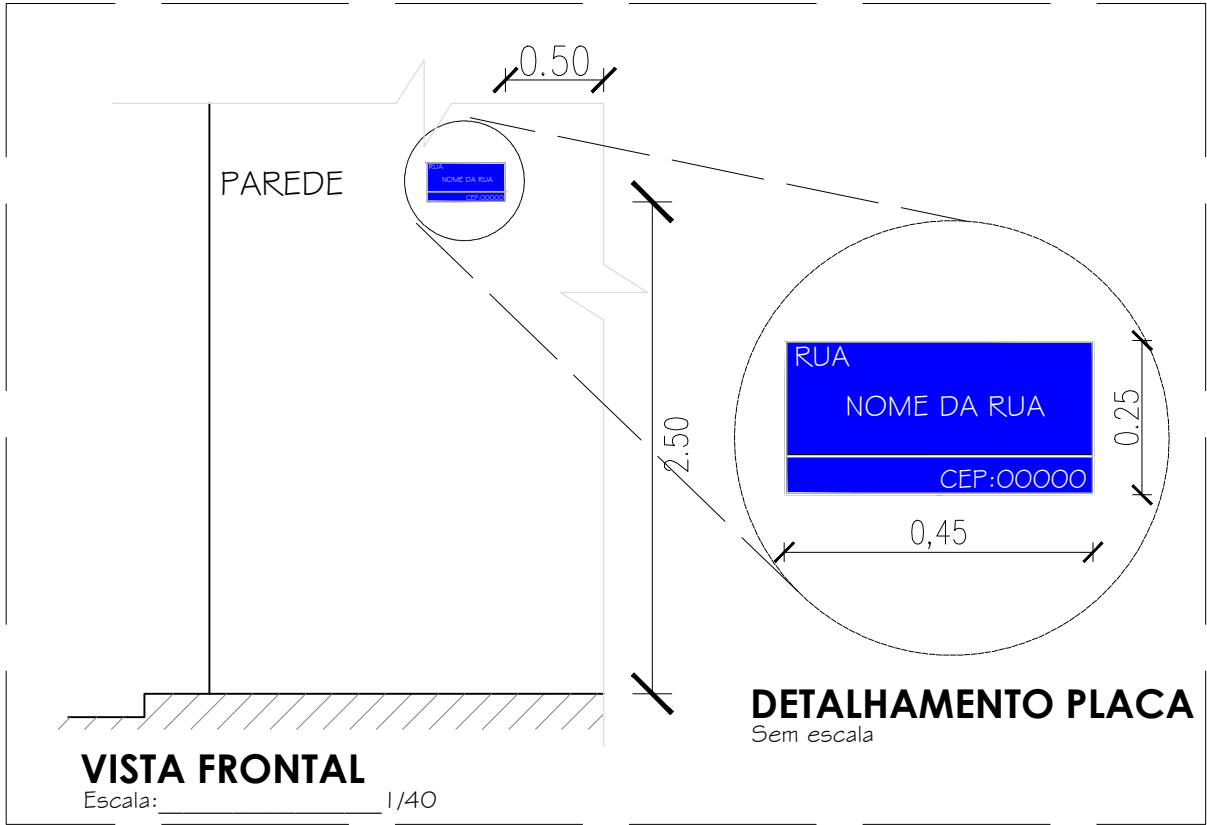 0.50
PAREDE
RUA
NOME DA RUA
CEP:00000
2.50
RUA
NOME DA RUA
CEP:00000
0.25
0,45
DETALHAMENTO PLACA
Sem escala
VISTA FRONTAL
Escala:__________________1/40